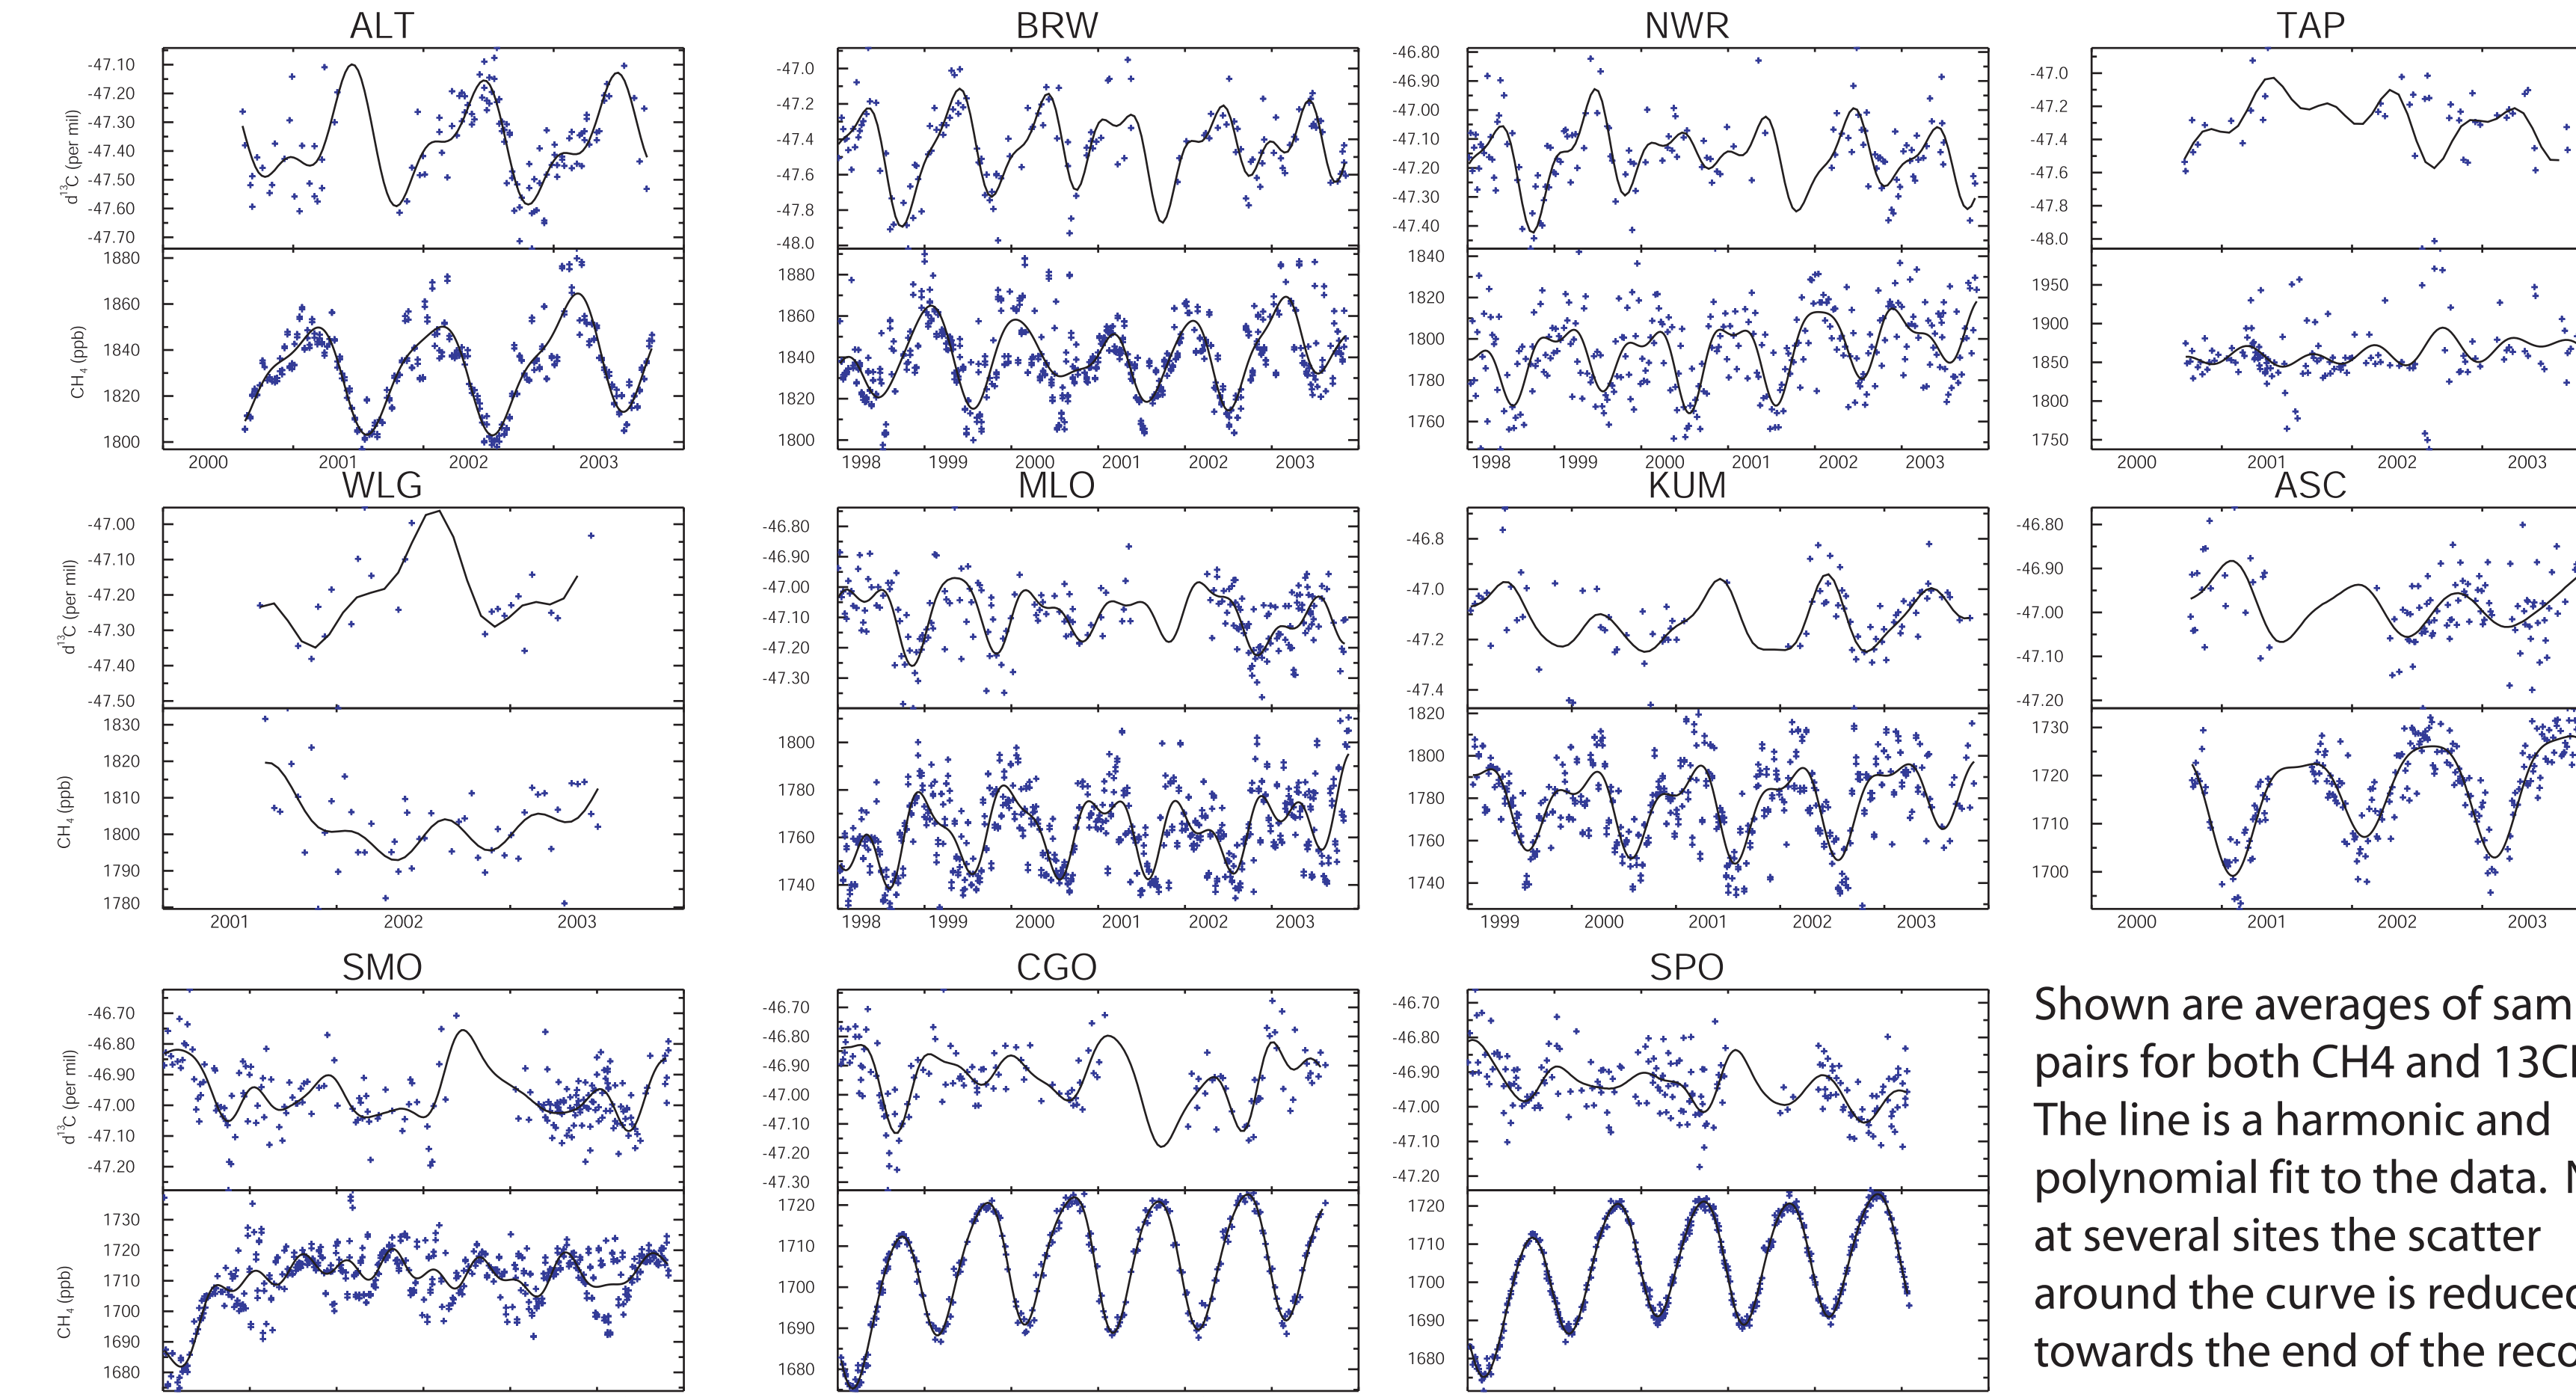 ALT BRW NWR TAP
-47.10 -47.0 -46.80 -47.0
-47.20 -47.2 -46.90 -47.2
-47.30 -47.4 -47.00 -47.4
-47.40 -47.6 -47.10 -47.6
-47.50 -47.8 -47.20 -47.8
-47.60 -48.0 -47.30 -48.0
-47.70 -47.40
d13C (per mil)
1880 1880 1840 1950
1860 1860 1820 1900
1840 1840 1800 1850
1820 1820 1780 1800
1800 1800 1760 1750
CH4 (ppb)
2000 2001 2002 2003 1998 1999 2000 2001 2002 2003 1998 1999 2000 2001 2002 2003 2000 2001 2002 2003
WLG MLO KUM ASC
-47.00 -46.80 -46.8 -46.80
-47.10 -46.90 -47.0 -46.90
-47.20 -47.00 -47.2 -47.00
-47.30 -47.10 -47.4 -47.10
-47.40 -47.20 -47.20
-47.50 -47.30
d13C (per mil)
1830 1800 1820 1730
1820 1780 1800 1720
1810 1760 1780 1710
1800 1740 1760 1700
1790 1740
1780
CH4 (ppb)
2001 2002 2003 1998 1999 2000 2001 2002 2003 1999 2000 2001 2002 2003 2000 2001 2002 2003
SMO CGO SPO
-46.70 -46.70 -46.70
-46.80 -46.80 -46.80
-46.90 -46.90 -46.90
-47.00 -47.00 -47.00
-47.10 -47.10 -47.10
-47.20 -47.20 -47.20
-47.30
d13C (per mil)
1730 1720 1720
1720 1710 1710
1710 1700 1700
1700 1690 1690
1690 1680 1680
1680
CH4 (ppb)
Shown are averages of sam
pairs for both CH4 and 13C
The line is a harmonic and
polynomial fit to the data.
at several sites the scatter
around the curve is reduced
towards the end of the reco